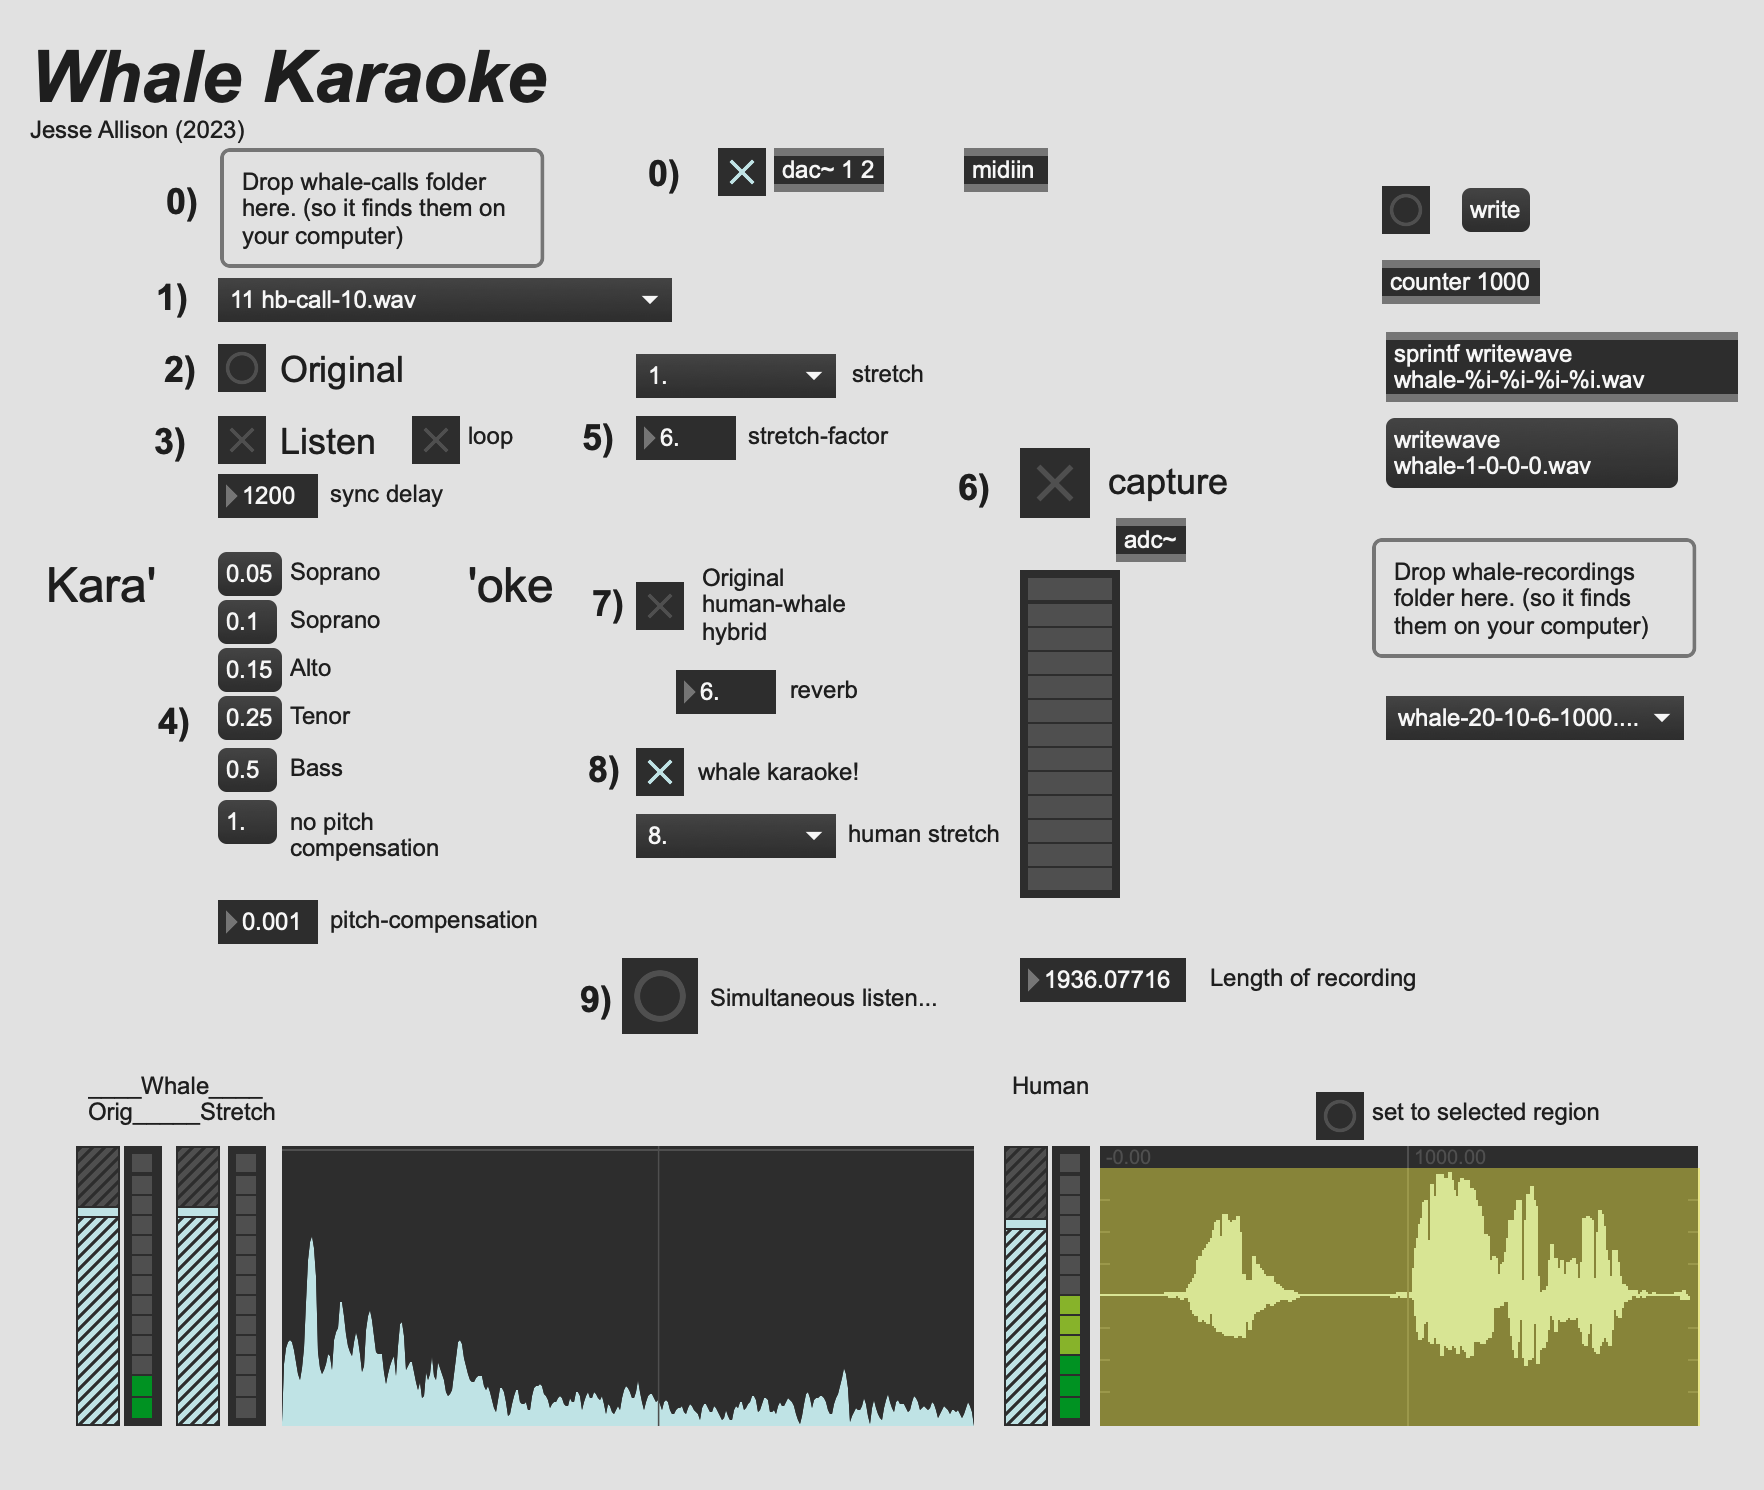 Whale Karaoke
Jesse Allison (2023)
0)
Drop whale-calls folder
here. (so it finds them on
your computer)
0)
dac~ 1 2
midiin
write
counter 1000
sprintf writewave
whale-%i-%i-%i-%i.wav
writewave
whale-1-0-0-0.wav
1)
11 hb-call-10.wav
2)
Original
1.
stretch
3)
Listen
loop
5)
6.
stretch-factor
1200
sync delay
6)
capture
adc~
Kara'
'oke
0.05
Soprano
0.1
Soprano
0.15
Alto
4)
0.25
Tenor
0.5
Bass
1.
no pitch
compensation
0.001
pitch-compensation
7)
Original
human-whale
hybrid
6.
reverb
8)
whale karaoke!
8.
human stretch
Drop whale-recordings
folder here. (so it finds
them on your computer)
whale-20-10-6-1000....
9)
Simultaneous listen...
1936.07716
Length of recording
____Whale____
Orig_____Stretch
Human
set to selected region
-0.00
1000.00